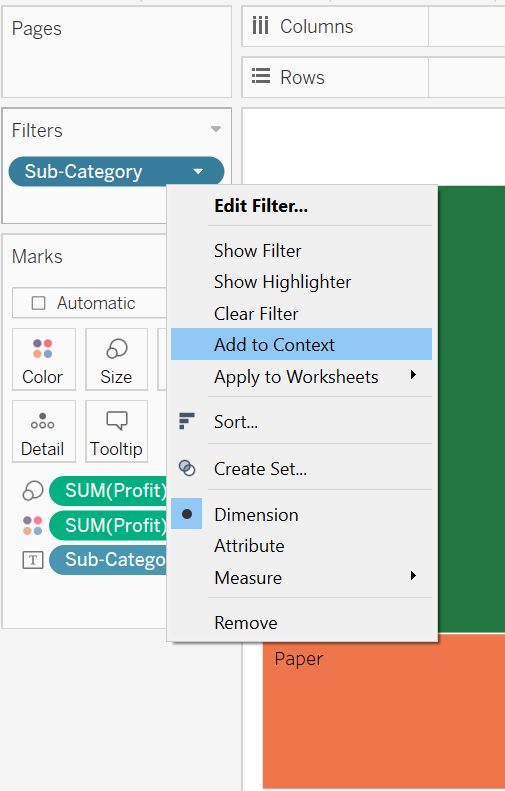 Pages
Columns
Rows
Filters
Sub-Category
Edit Filter...
Show Filter
Show Highlighter
Clear Filter
Add to Context
Apply to Worksheets
Sort...
Create Set...
Dimension
Attribute
Measure
Remove
Marks
Automatic
Color
Size
Detail
Tooltip
SUM(Profit)
SUM(Profit)
T Sub-Catego
Paper